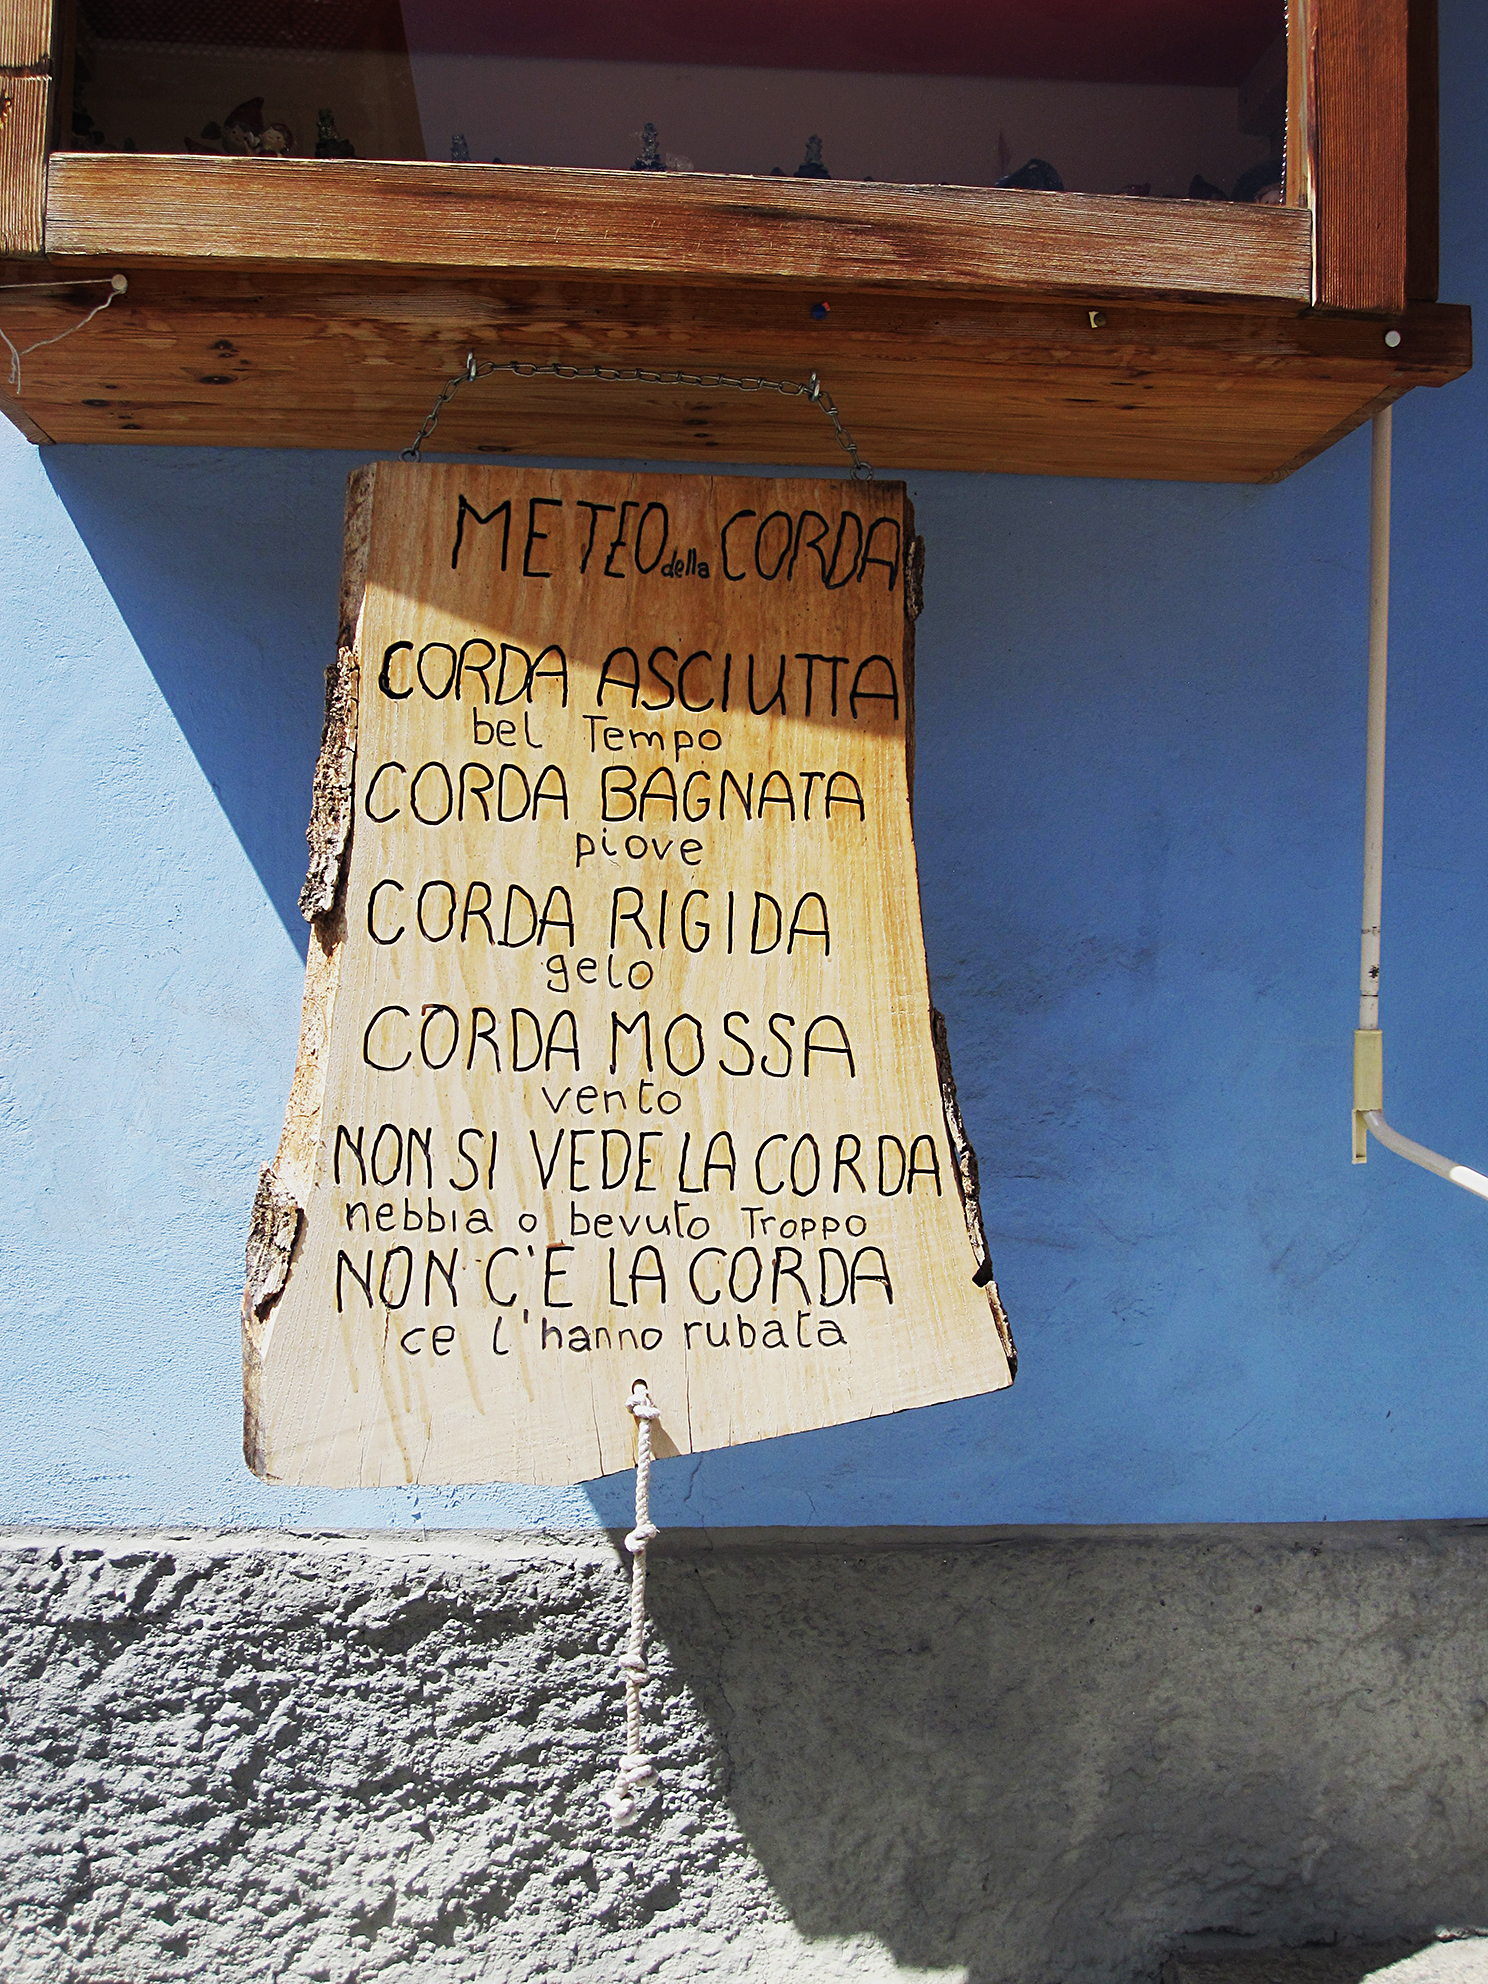 METEO della CORDA
CORDA ASCIUTTA
bel Tempo
CORDA BAGNATA
piove
CORDA RIGIDA
gelo
CORDA MOSSA
vento
NON SI VEDE LA CORDA
nebbia o bevuto Troppo
NON C'E LA CORDA
ce l'hanno rubata